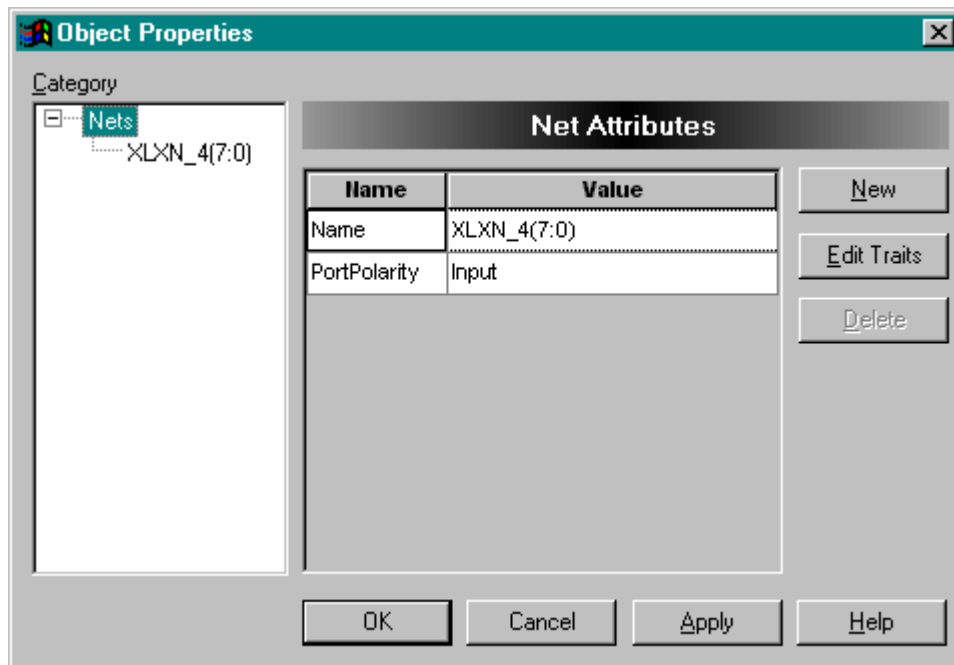 Object Properties
Category
Nets
XLXN_4(7:0)
Net Attributes
Name Value
Name XLXN_4(7:0)
PortPolarity Input
New
Edit Traits
Delete
OK Cancel Apply Help